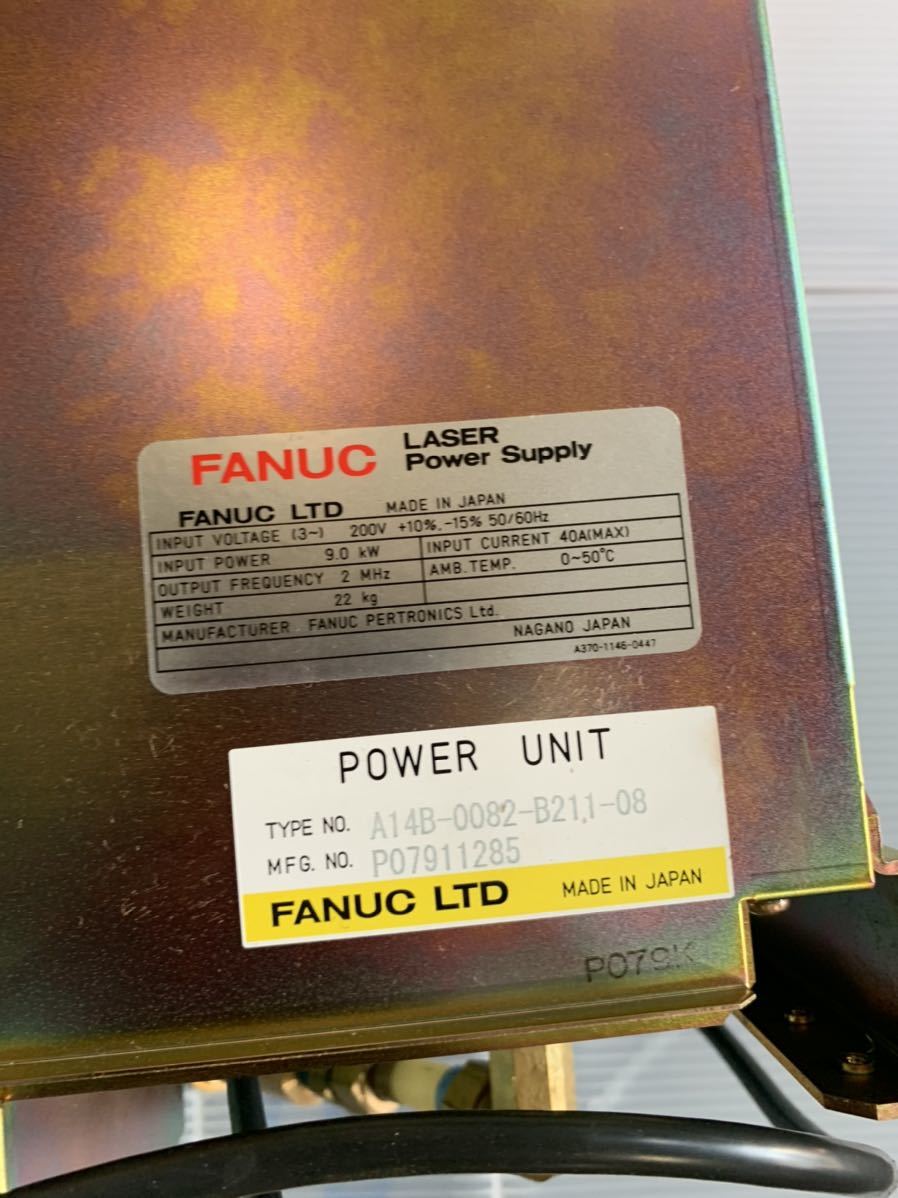 FANUC LASER
Power Supply
FANUC LTD MADE IN JAPAN
INPUT VOLTAGE (3~) 200V +10%,-15% 50/60Hz
INPUT POWER 9.0 kW INPUT CURRENT 40A(MAX)
OUTPUT FREQUENCY 2 MHz AMB.TEMP. 0~50°C
WEIGHT 22 kg
MANUFACTURER FANUC PERTRONICS Ltd.
NAGANO JAPAN
A370-1146-0447
POWER UNIT
TYPE NO. A14B-0082-B211-08
MFG. NO. P07911285
FANUC LTD MADE IN JAPAN
P079K